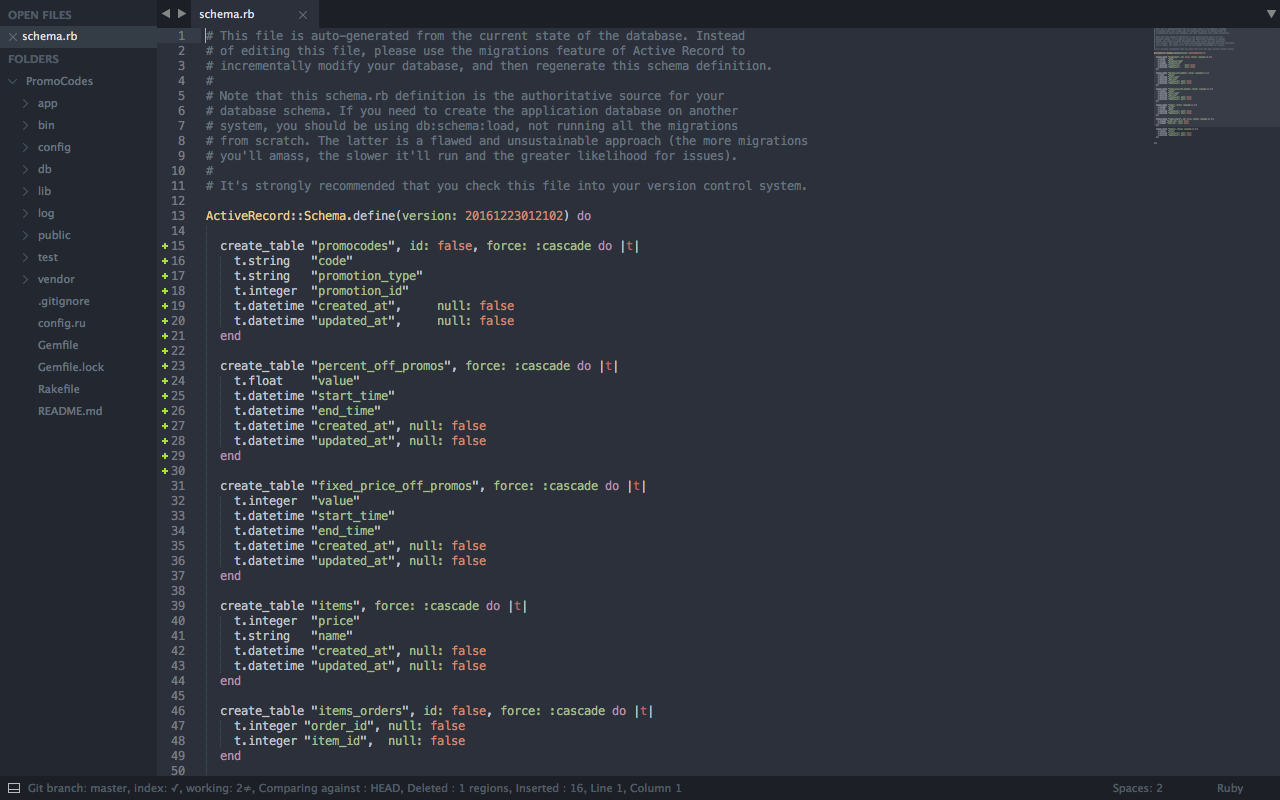 OPEN FILES
schema.rb
FOLDERS
PromoCodes
app
bin
config
db
lib
log
public
test
vendor
.gitignore
config.ru
Gemfile
Gemfile.lock
Rakefile
README.md
schema.rb
1 # This file is auto-generated from the current state of the database. Instead
2 # of editing this file, please use the migrations feature of Active Record to
3 # incrementally modify your database, and then regenerate this schema definition.
4 #
5 # Note that this schema.rb definition is the authoritative source for your
6 # database schema. If you need to create the application database on another
7 # system, you should be using db:schema:load, not running all the migrations
8 # from scratch. The latter is a flawed and unsustainable approach (the more migrations
9 # you'll amass, the slower it'll run and the greater likelihood for issues).
10 #
11 # It's strongly recommended that you check this file into your version control system.
12
13 ActiveRecord::Schema.define(version: 20161223012102) do
14
15   create_table "promocodes", id: false, force: :cascade do |t|
16     t.string   "code"
17     t.string   "promotion_type"
18     t.integer  "promotion_id"
19     t.datetime "created_at",     null: false
20     t.datetime "updated_at",     null: false
21   end
22
23   create_table "percent_off_promos", force: :cascade do |t|
24     t.float    "value"
25     t.datetime "start_time"
26     t.datetime "end_time"
27     t.datetime "created_at", null: false
28     t.datetime "updated_at", null: false
29   end
30
31   create_table "fixed_price_off_promos", force: :cascade do |t|
32     t.integer  "value"
33     t.datetime "start_time"
34     t.datetime "end_time"
35     t.datetime "created_at", null: false
36     t.datetime "updated_at", null: false
37   end
38
39   create_table "items", force: :cascade do |t|
40     t.integer  "price"
41     t.string   "name"
42     t.datetime "created_at", null: false
43     t.datetime "updated_at", null: false
44   end
45
46   create_table "items_orders", id: false, force: :cascade do |t|
47     t.integer "order_id", null: false
48     t.integer "item_id",  null: false
49   end
50
Git branch: master, index: ✓, working: 2≠, Comparing against : HEAD, Deleted : 1 regions, Inserted : 16, Line 1, Column 1
Spaces: 2
Ruby